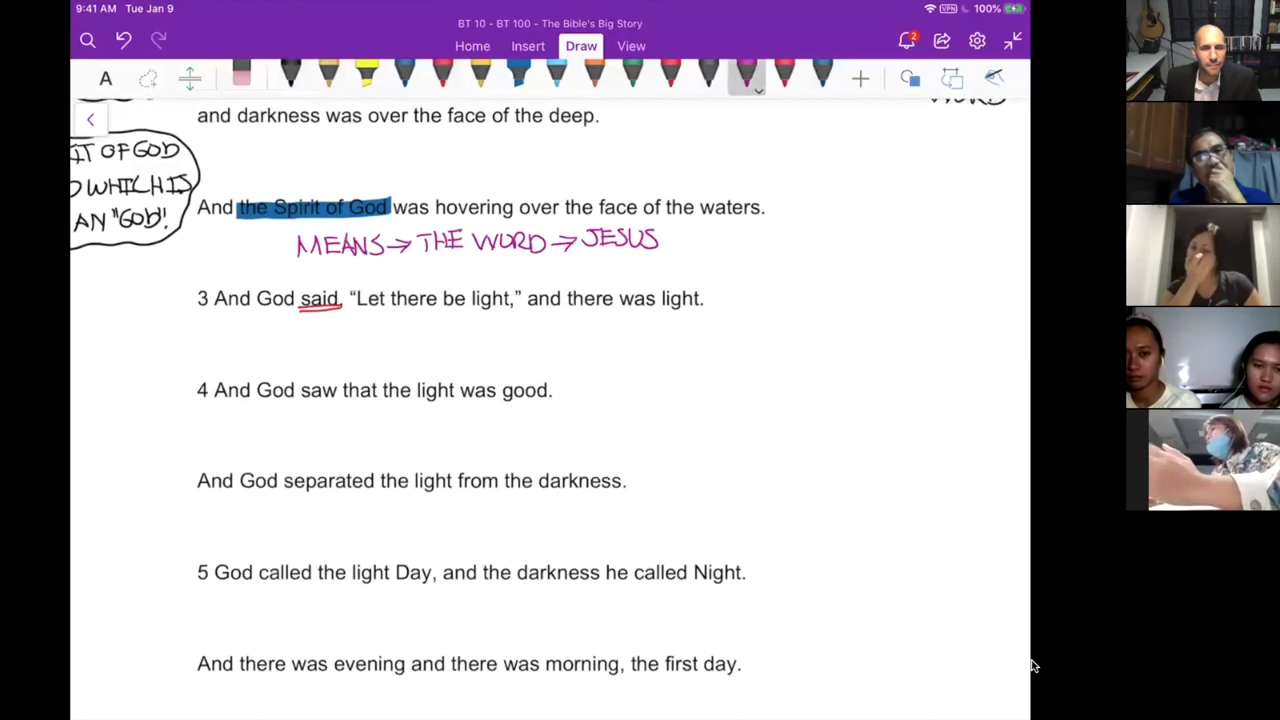 9:41 AM Tue Jan 9
VPN 100%
BT 10 - BT 100 - The Bible's Big Story
Home Insert Draw View
2
A
and darkness was over the face of the deep.
IT OF GOD
WHICH IS
AN "GOD!
And the Spirit of God was hovering over the face of the waters.
MEANS → THE WORD → JESUS
3 And God said, “Let there be light,” and there was light.
4 And God saw that the light was good.
And God separated the light from the darkness.
5 God called the light Day, and the darkness he called Night.
And there was evening and there was morning, the first day.